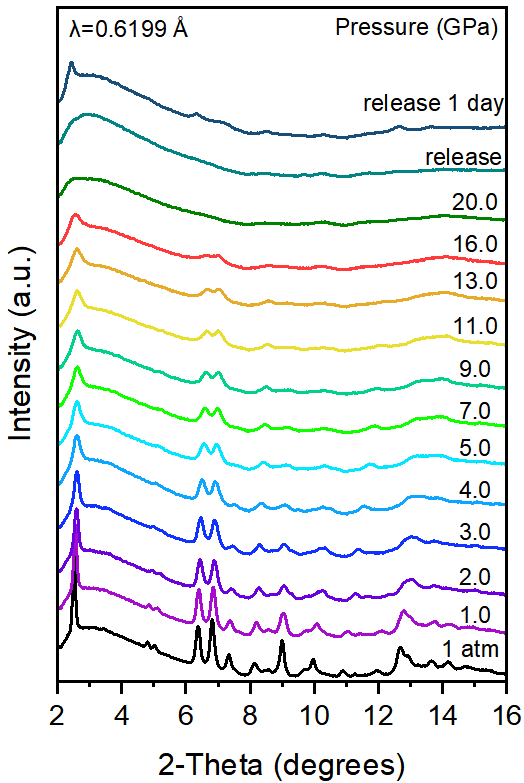 λ=0.6199 Å Pressure (GPa)
release 1 day
release
20.0
16.0
13.0
11.0
9.0
7.0
5.0
4.0
3.0
2.0
1.0
1 atm
Intensity (a.u.)
2 4 6 8 10 12 14 16
2-Theta (degrees)